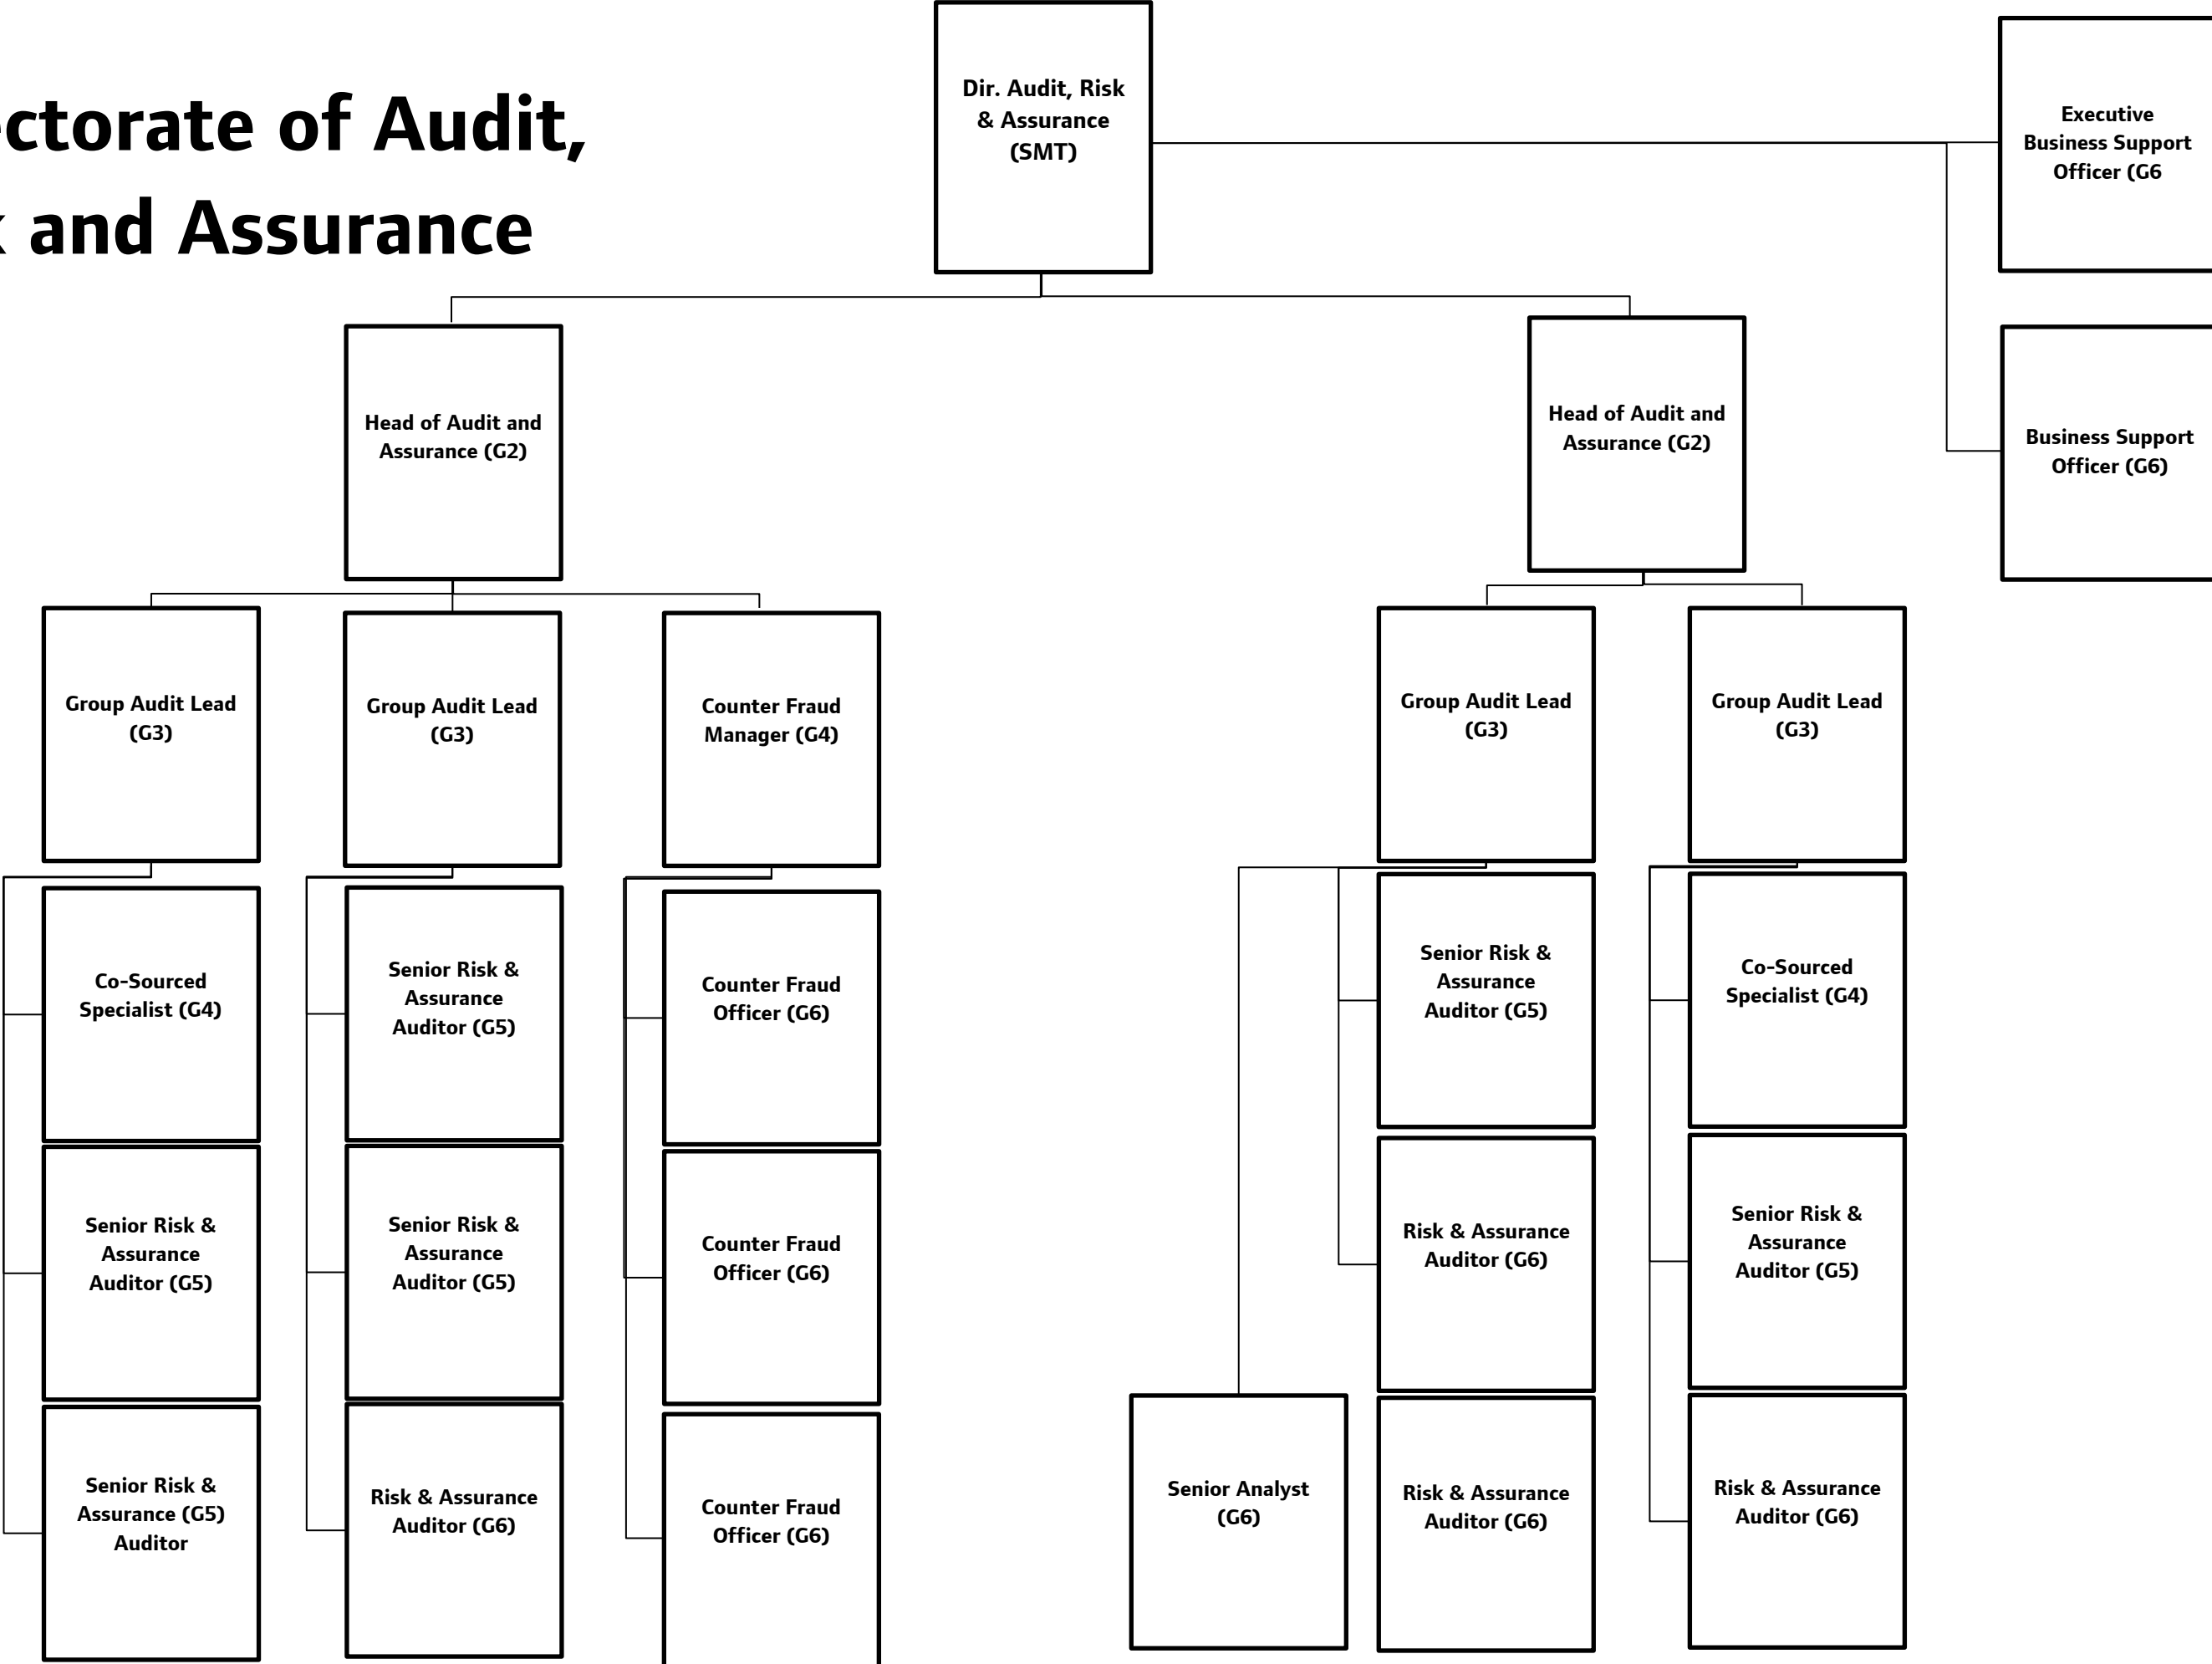 ectorate of Audit,
k and Assurance
Dir. Audit, Risk
& Assurance
(SMT)
Executive
Business Support
Officer (G6
Business Support
Officer (G6)
Head of Audit and
Assurance (G2)
Head of Audit and
Assurance (G2)
Group Audit Lead
(G3)
Group Audit Lead
(G3)
Counter Fraud
Manager (G4)
Group Audit Lead
(G3)
Group Audit Lead
(G3)
Co-Sourced
Specialist (G4)
Senior Risk &
Assurance
Auditor (G5)
Counter Fraud
Officer (G6)
Senior Risk &
Assurance
Auditor (G5)
Co-Sourced
Specialist (G4)
Senior Risk &
Assurance
Auditor (G5)
Senior Risk &
Assurance
Auditor (G5)
Counter Fraud
Officer (G6)
Risk & Assurance
Auditor (G6)
Senior Risk &
Assurance
Auditor (G5)
Senior Risk &
Assurance (G5)
Auditor
Risk & Assurance
Auditor (G6)
Counter Fraud
Officer (G6)
Senior Analyst
(G6)
Risk & Assurance
Auditor (G6)
Risk & Assurance
Auditor (G6)